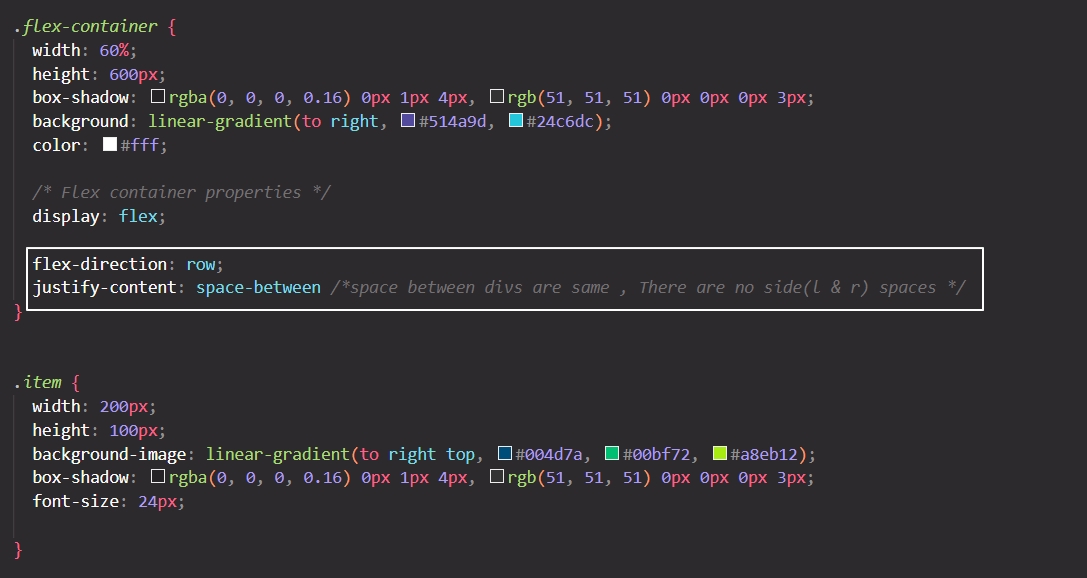 .flex-container {
width: 60%;
height: 600px;
box-shadow: rgba(0, 0, 0, 0.16) 0px 1px 4px, rgb(51, 51, 51) 0px 0px 0px 3px;
background: linear-gradient(to right, #514a9d, #24c6dc);
color: #fff;
/* Flex container properties */
display: flex;
flex-direction: row;
justify-content: space-between /*space between divs are same , There are no side(l & r) spaces */
}
.item {
width: 200px;
height: 100px;
background-image: linear-gradient(to right top, #004d7a, #00bf72, #a8eb12);
box-shadow: rgba(0, 0, 0, 0.16) 0px 1px 4px, rgb(51, 51, 51) 0px 0px 0px 3px;
font-size: 24px;
}